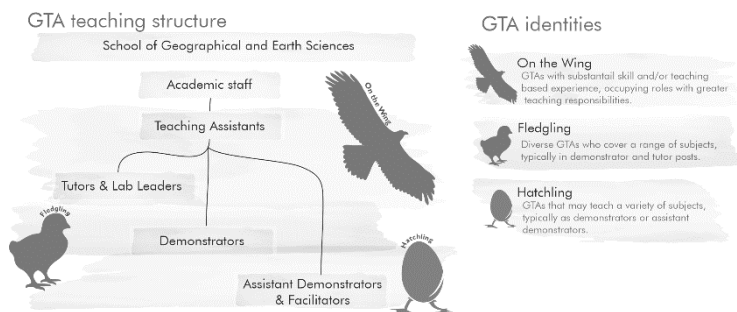 GTA teaching structure
School of Geographical and Earth Sciences
Academic staff
On the Wing
Teaching Assistants
Tutors & Lab Leaders
Fledgling
Demonstrators
Hatchling
Assistant Demonstrators
& Facilitators
GTA identities
On the Wing
GTAs with substantail skill and/or teaching
based experience, occupying roles with greater
teaching responsibilities.
Fledgling
Diverse GTAs who cover a range of subjects,
typically in demonstrator and tutor posts.
Hatchling
GTAs that may teach a variety of subjects,
typically as demonstrators or assistant
demonstrators.